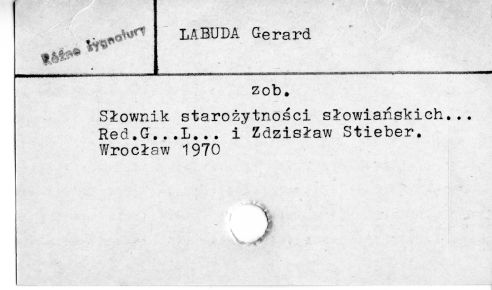 Różne sygnatury
LABUDA Gerard
zob.
Słownik starożytności słowiańskich...
Red.G...L... i Zdzisław Stieber.
Wrocław 1970